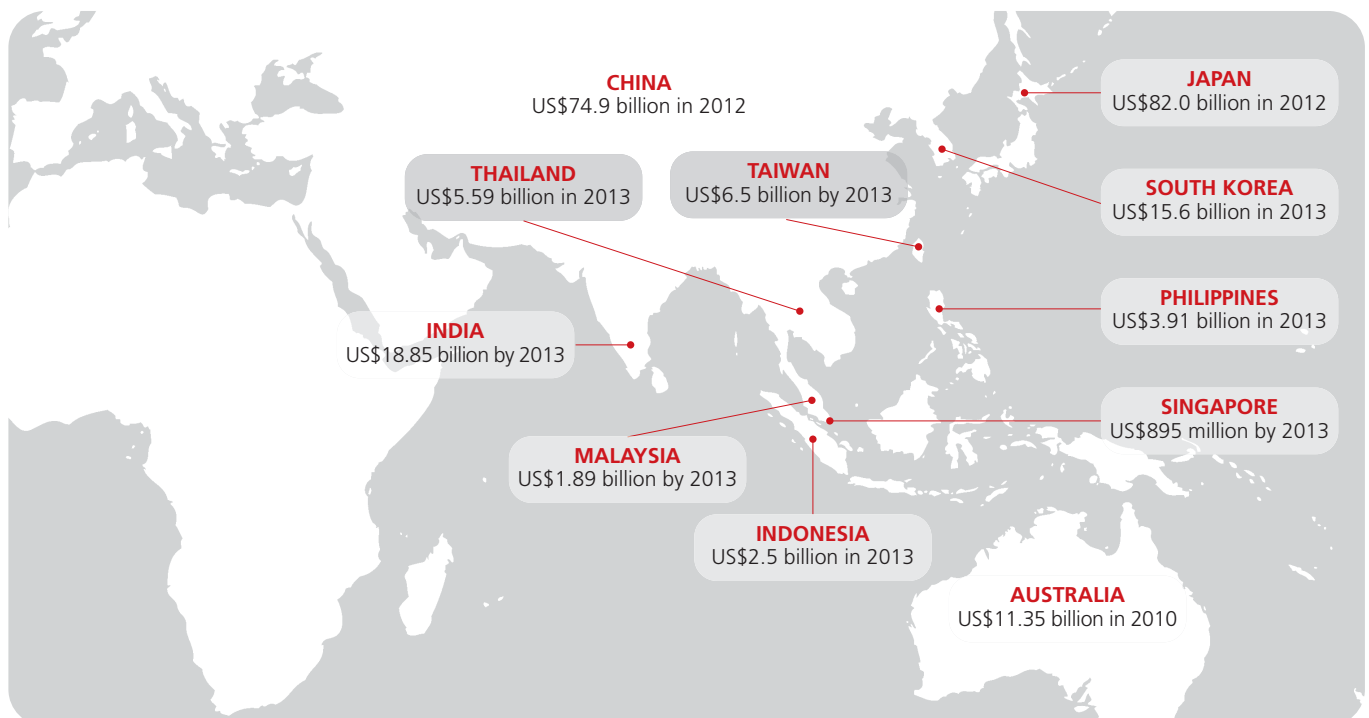 CHINA
US$74.9 billion in 2012
JAPAN
US$82.0 billion in 2012
THAILAND
US$5.59 billion in 2013
TAIWAN
US$6.5 billion by 2013
SOUTH KOREA
US$15.6 billion in 2013
PHILIPPINES
US$3.91 billion in 2013
INDIA
US$18.85 billion by 2013
SINGAPORE
US$895 million by 2013
MALAYSIA
US$1.89 billion by 2013
INDONESIA
US$2.5 billion in 2013
AUSTRALIA
US$11.35 billion in 2010